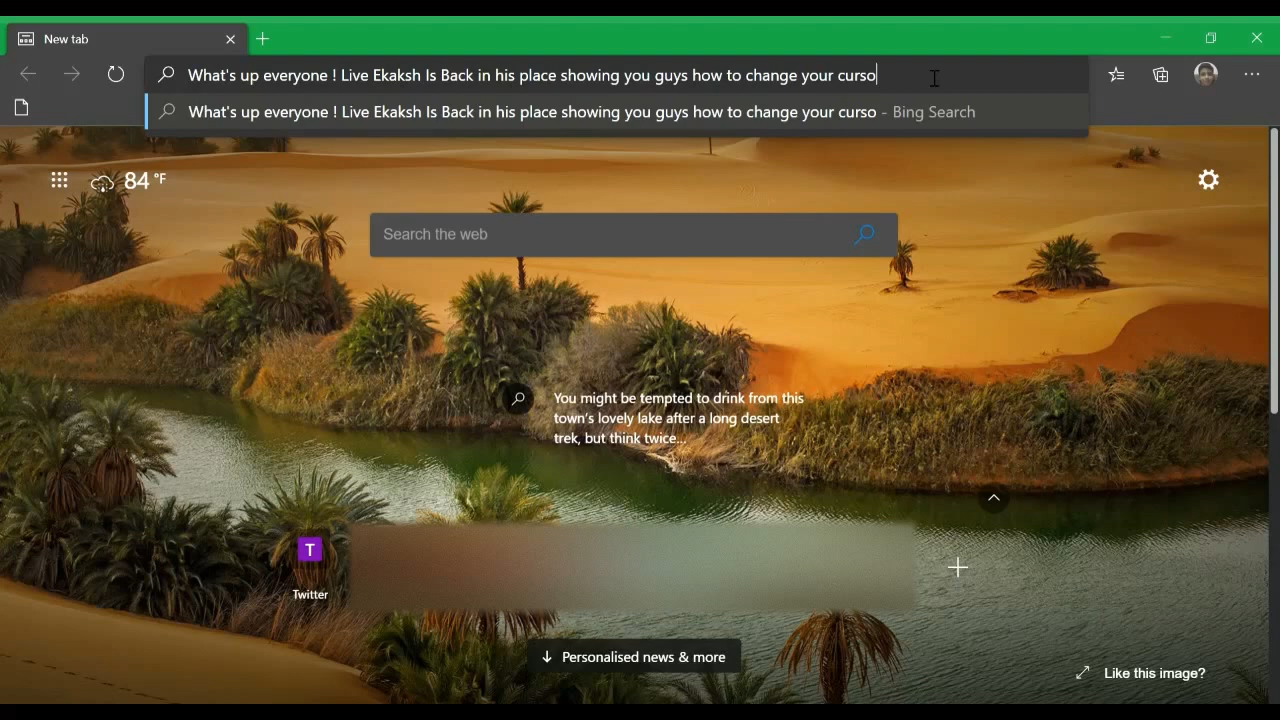 New tab
What's up everyone ! Live Ekaksh Is Back in his place showing you guys how to change your curso
What's up everyone ! Live Ekaksh Is Back in his place showing you guys how to change your curso - Bing Search
84 °F
Search the web
You might be tempted to drink from this
town's lovely lake after a long desert
trek, but think twice...
T
Twitter
Personalised news & more
Like this image?